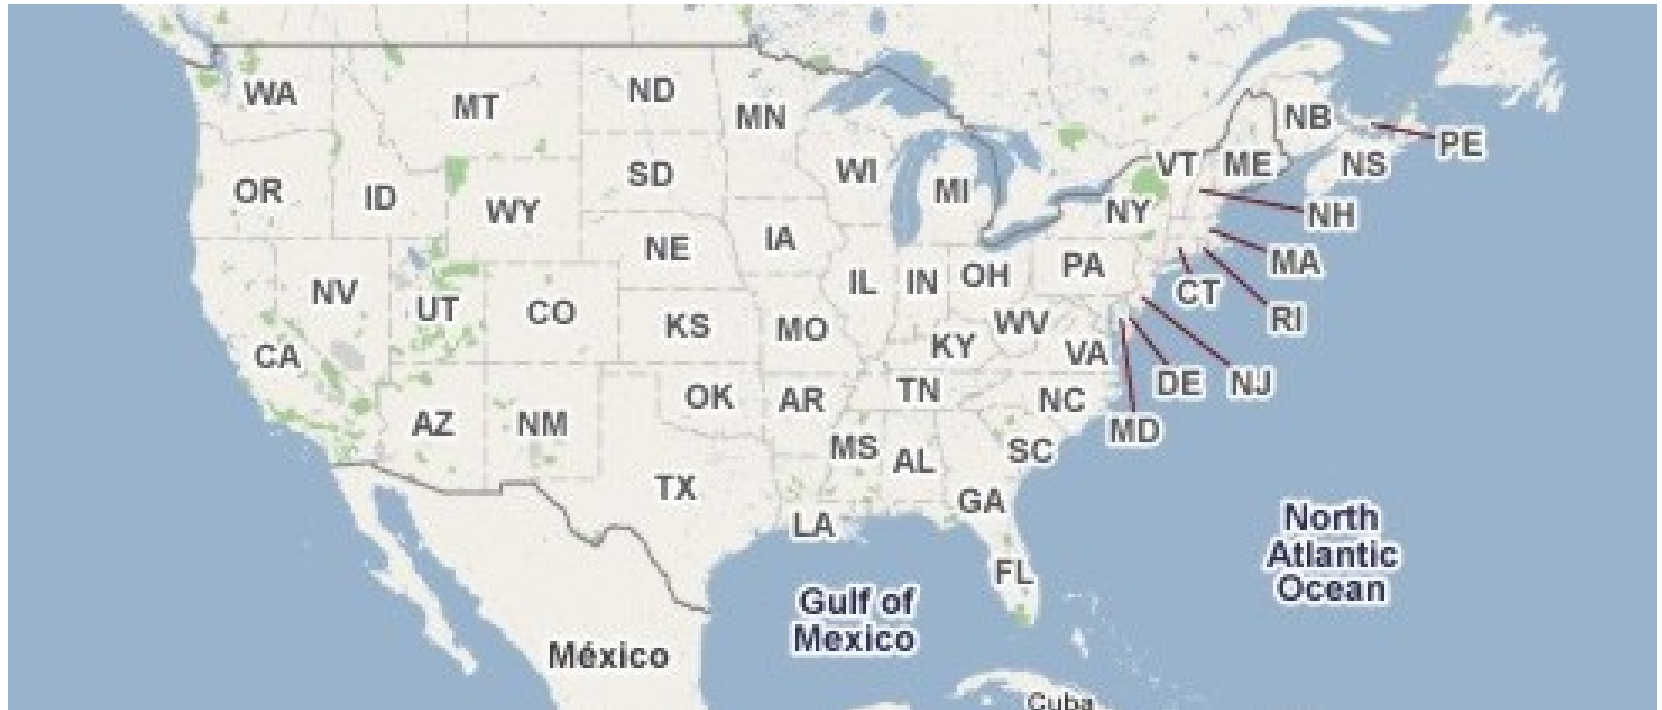 WA
MT
ND
MN
NB
PE
OR
ID
WY
SD
WI
MI
VT
ME
NS
NY
NH
NV
UT
CO
NE
IA
IL
IN
OH
PA
MA
CT
RI
CA
KS
MO
KY
WV
VA
DE
NJ
MD
AZ
NM
OK
AR
TN
NC
TX
MS
AL
SC
GA
LA
FL
North
Atlantic
Ocean
Gulf of
Mexico
México
Cuba